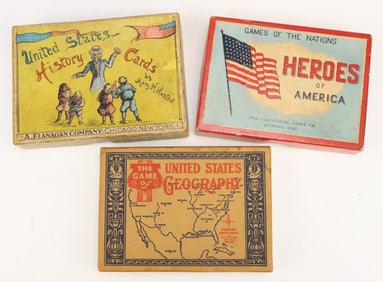 United States
History Cards
by
A. FLANAGAN COMPANY - CHICAGO, NEW YORK
GAMES OF THE NATIONS
HEROES
OF
AMERICA
THE
GAME
OF
UNITED STATES
GEOGRAPHY